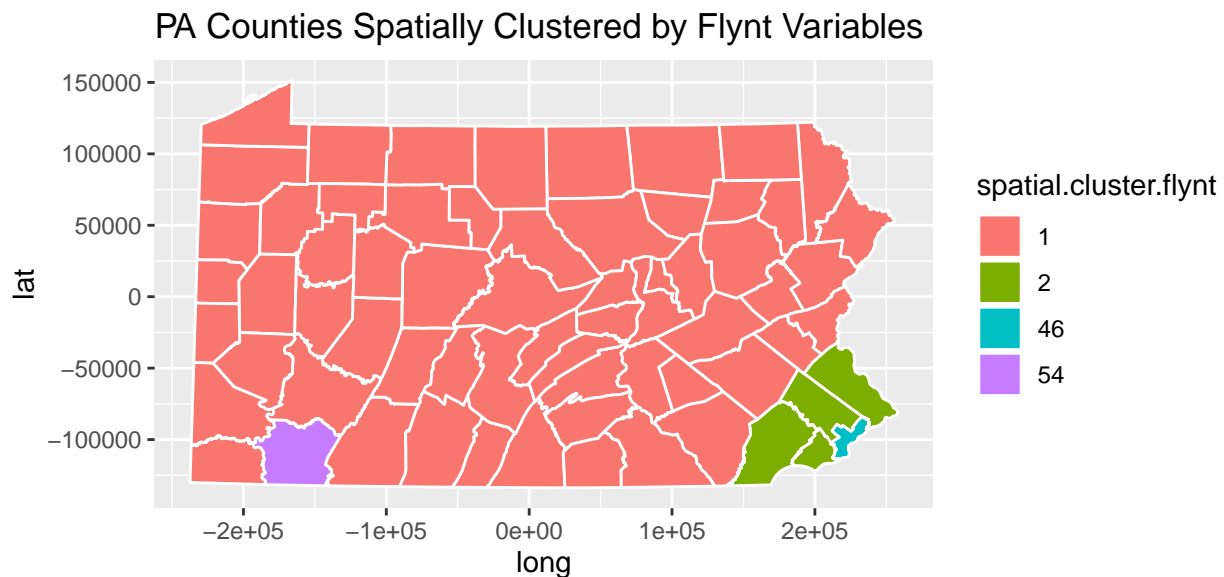 PA Counties Spatially Clustered by Flynt Variables
150000
100000
50000
0
−50000
−100000
lat
−2e+05
−1e+05
0e+00
1e+05
2e+05
long
spatial.cluster.flynt
1
2
46
54